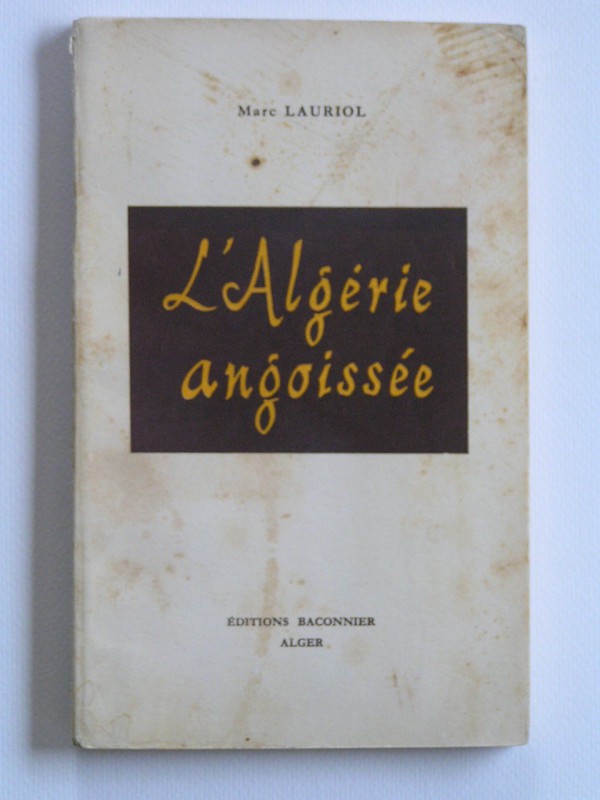 Marc LAURIOL
L'Algérie
angoissée
ÉDITIONS BACONNIER
ALGER